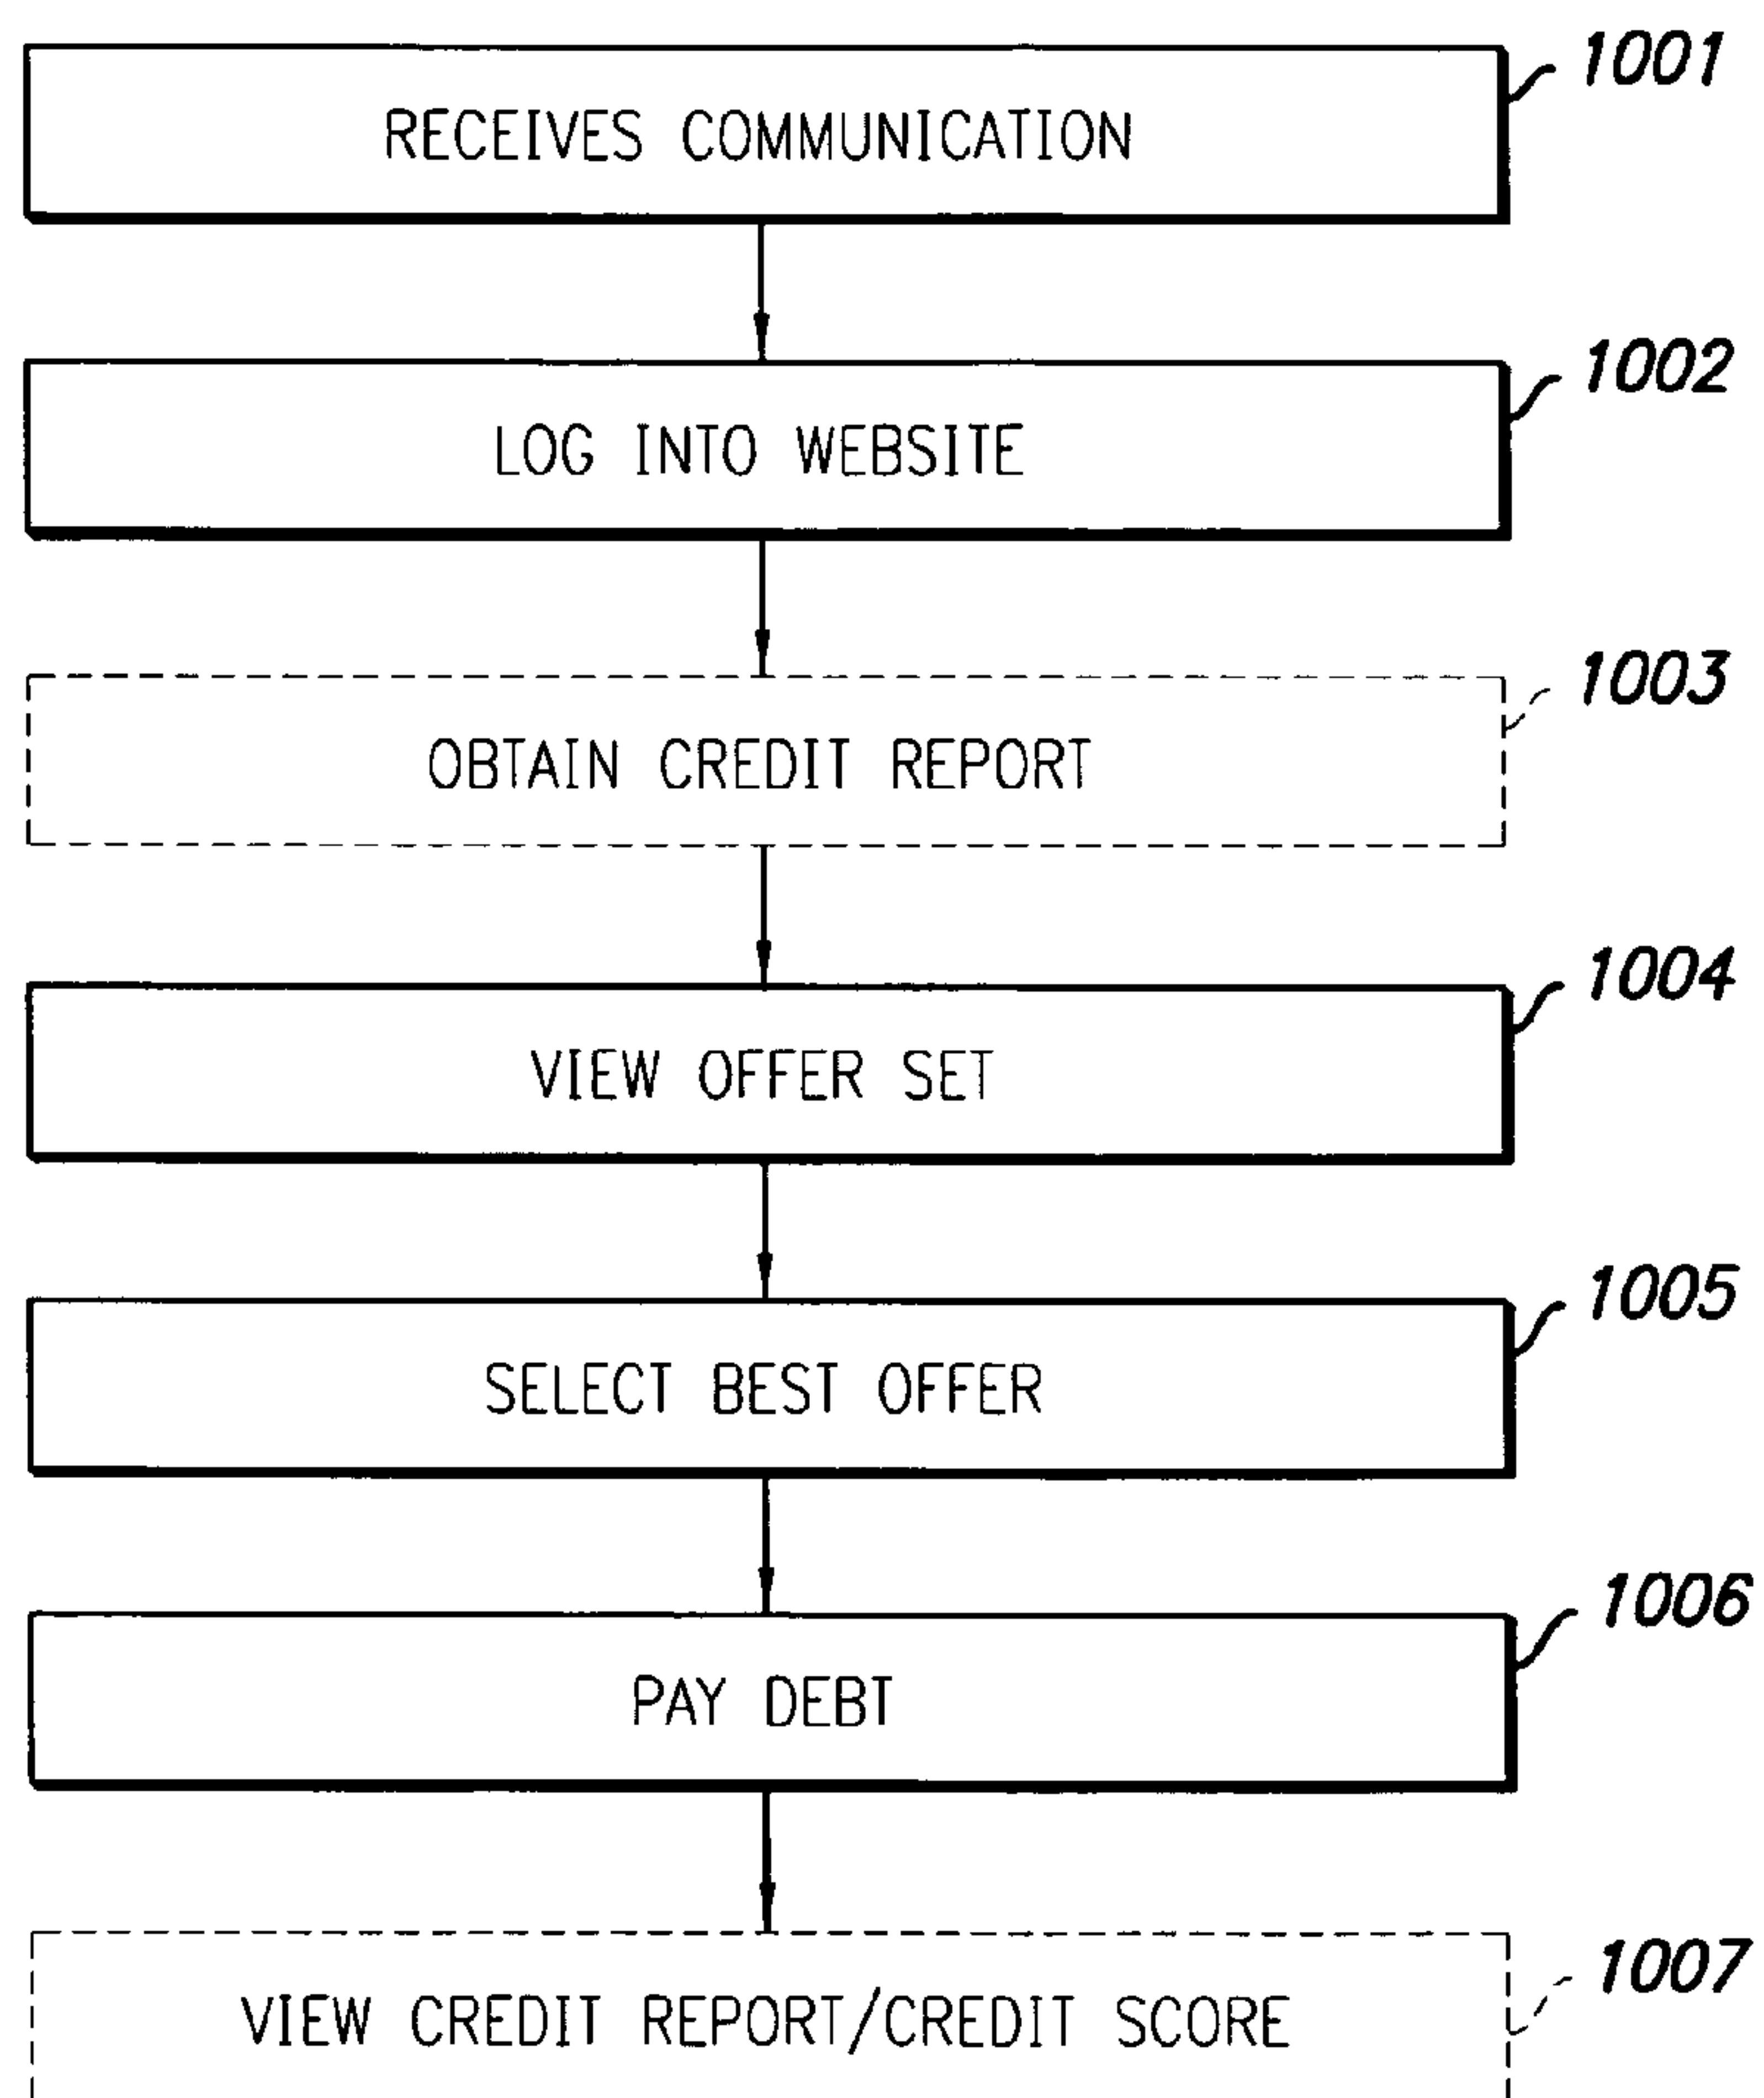 1001
RECEIVES COMMUNICATION
1002
LOG INTO WEBSITE
1003
OBTAIN CREDIT REPORT
1004
VIEW OFFER SET
1005
SELECT BEST OFFER
1006
PAY DEBT
1007
VIEW CREDIT REPORT/CREDIT SCORE